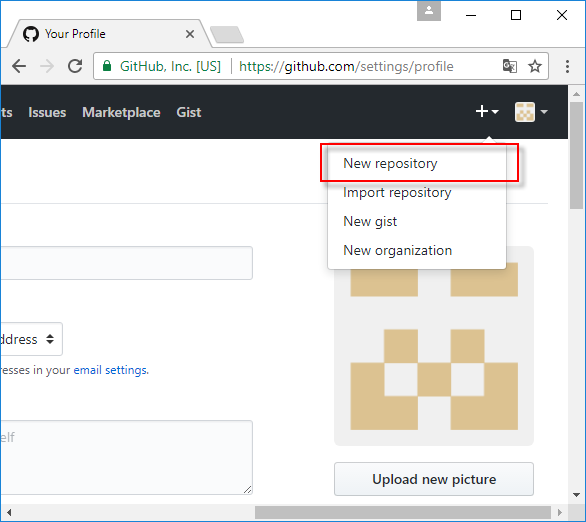 Your Profile
GitHub, Inc. [US] https://github.com/settings/profile
ts Issues Marketplace Gist
New repository
Import repository
New gist
New organization
ddress
resses in your email settings.
elf
Upload new picture